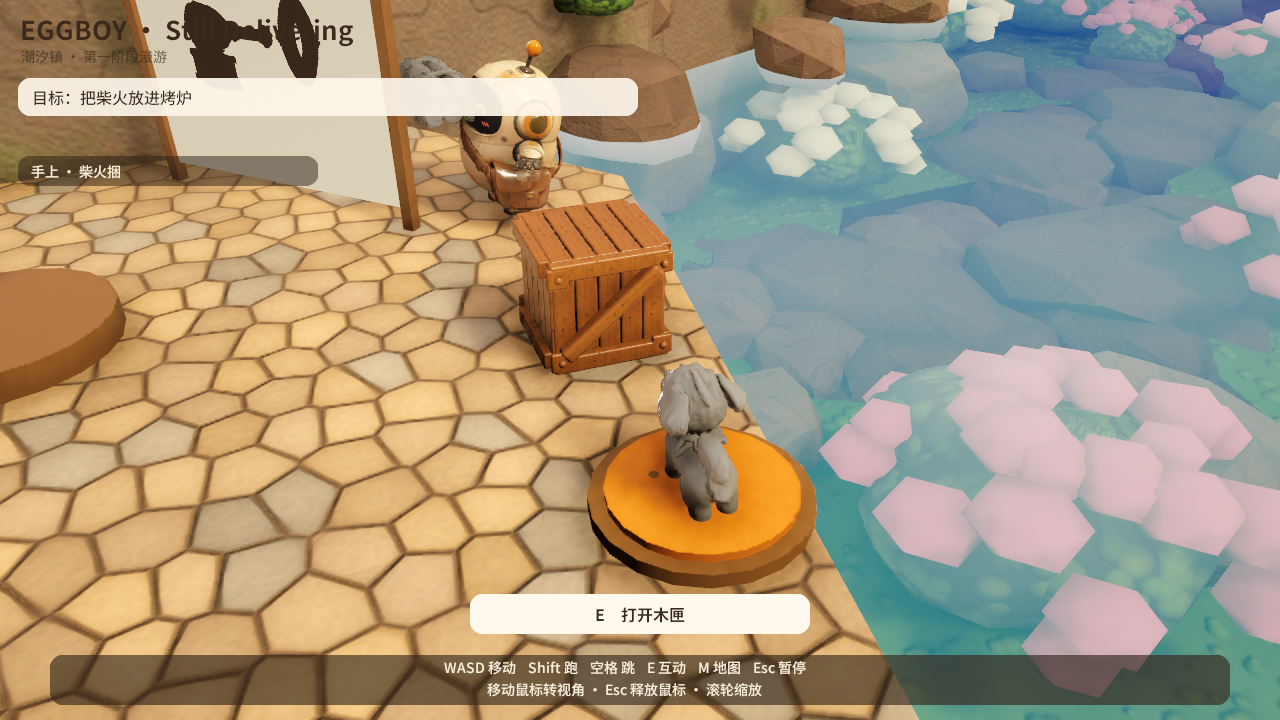 EGGBOY · Still Delivering
潮汐镇 · 第一阶段漫游
目标：把柴火放进烤炉
手上 · 柴火捆
E 打开木匣
WASD 移动 Shift 跑 空格 跳 E 互动 M 地图 Esc 暂停
移动鼠标转视角 · Esc 释放鼠标 · 滚轮缩放